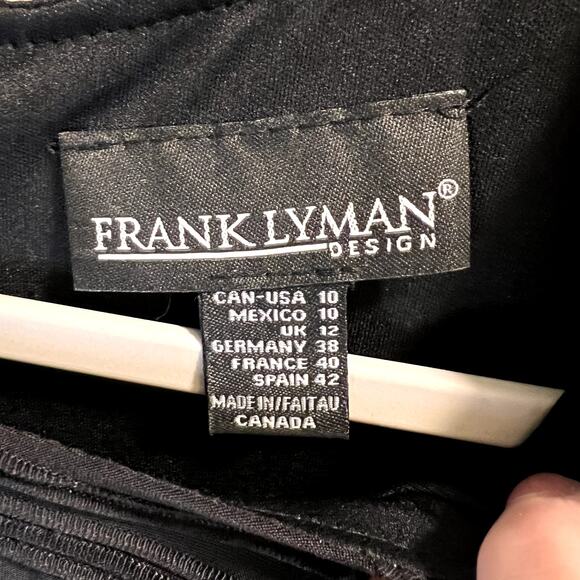 FRANK LYMAN®
DESIGN
CAN-USA 10
MEXICO 10
UK 12
GERMANY 38
FRANCE 40
SPAIN 42
MADE IN/FAIT AU
CANADA